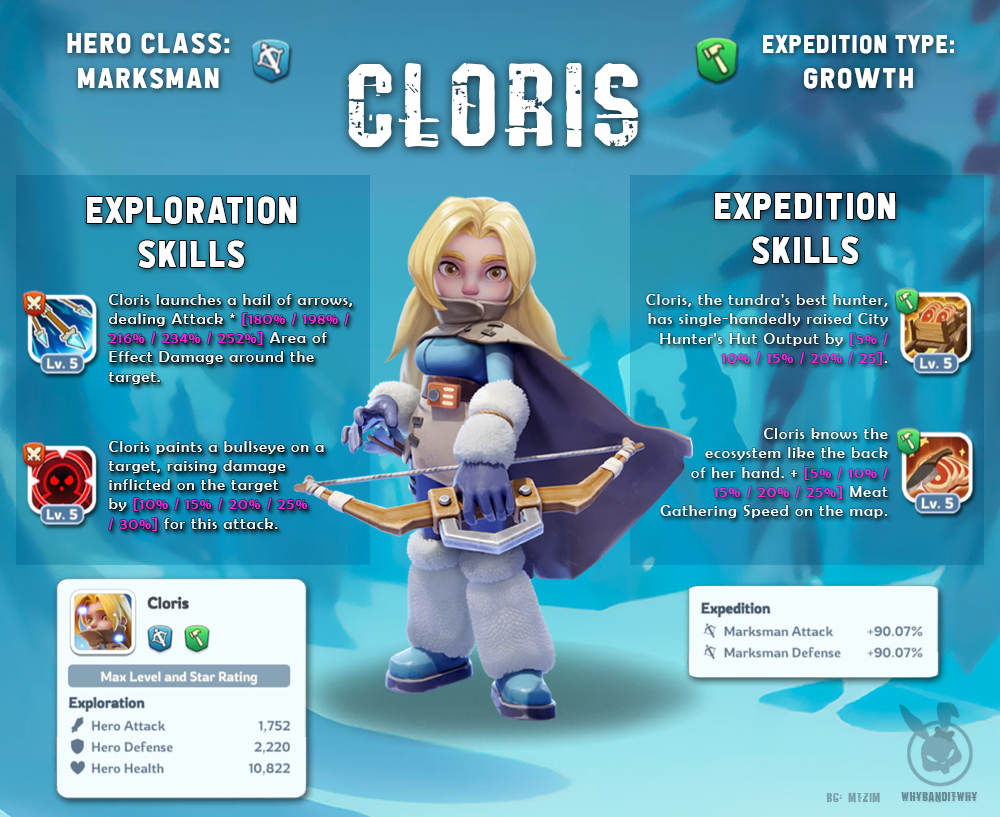 HERO CLASS:
MARKSMAN
CLORIS
EXPEDITION TYPE:
GROWTH
EXPLORATION
SKILLS
Lv. 5
Cloris launches a hail of arrows,
dealing Attack * [180% / 198% /
216% / 234% / 252%] Area of
Effect Damage around the
target.
Lv. 5
Cloris paints a bullseye on a
target, raising damage
inflicted on the target
by [10% / 15% / 20% / 25%
/ 30%] for this attack.
EXPEDITION
SKILLS
Cloris, the tundra's best hunter,
has single-handedly raised City
Hunter's Hut Output by [5% /
10% / 15% / 20% / 25].
Lv. 5
Cloris knows the
ecosystem like the back
of her hand. + [5% / 10% /
15% / 20% / 25%] Meat
Gathering Speed on the map.
Lv. 5
Cloris
Max Level and Star Rating
Exploration
Hero Attack 1,752
Hero Defense 2,220
Hero Health 10,822
Expedition
Marksman Attack +90.07%
Marksman Defense +90.07%
BG: MTZIM WHYBANDITWHY